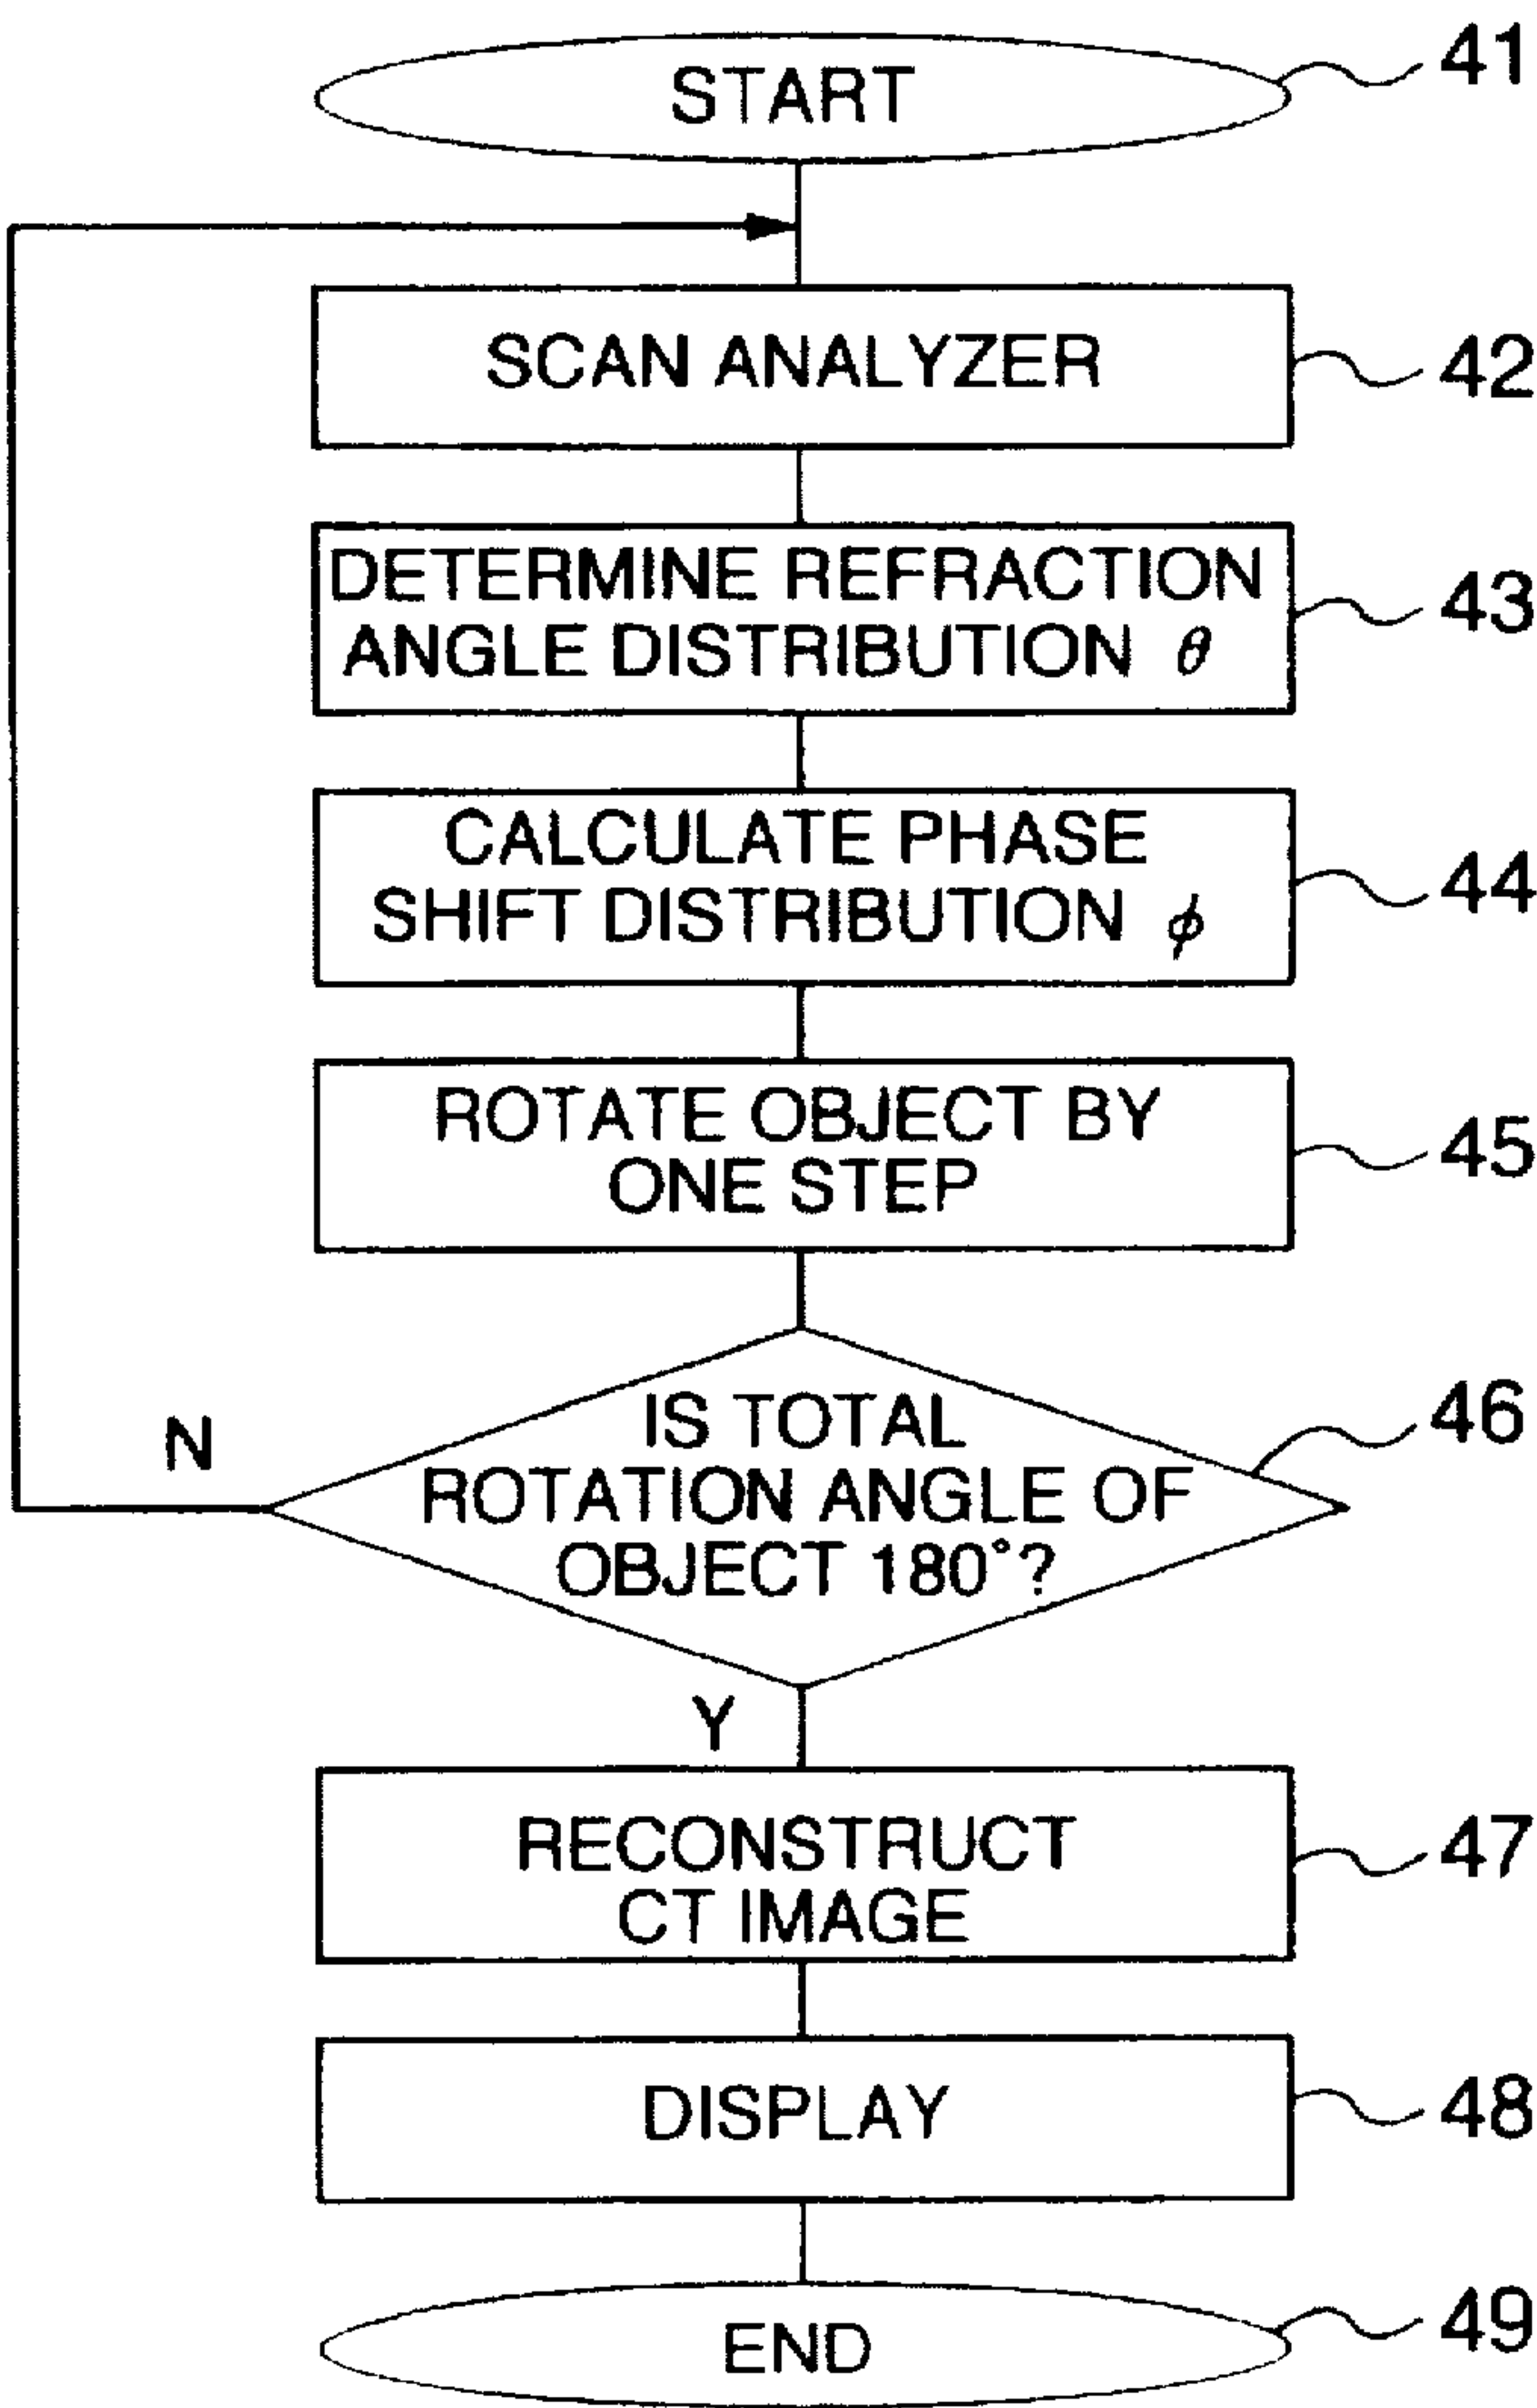 START
41
SCAN ANALYZER
42
DETERMINE REFRACTION
ANGLE DISTRIBUTION θ
43
CALCULATE PHASE
SHIFT DISTRIBUTION ϕ
44
ROTATE OBJECT BY
ONE STEP
45
IS TOTAL
ROTATION ANGLE OF
OBJECT 180°?
46
N
Y
RECONSTRUCT
CT IMAGE
47
DISPLAY
48
END
49